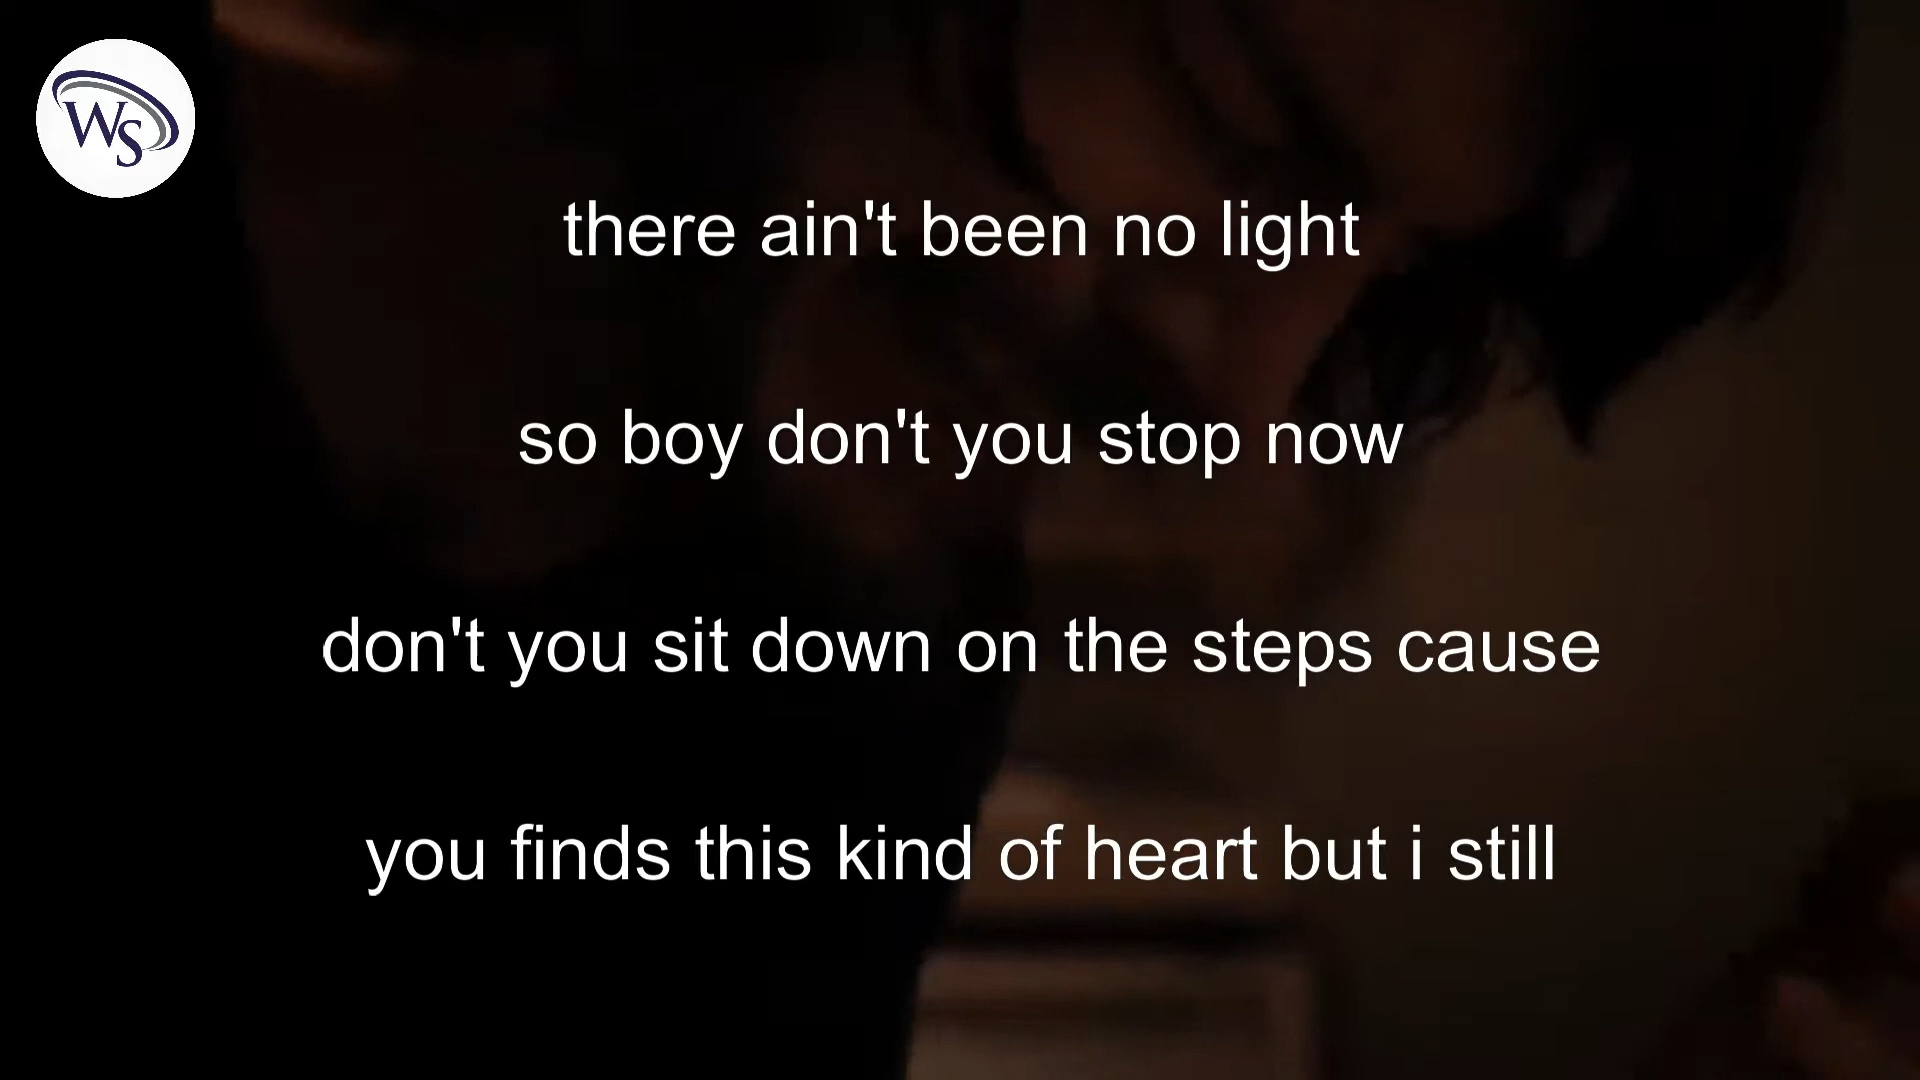 WS
there ain't been no light
so boy don't you stop now
don't you sit down on the steps cause
you finds this kind of heart but i still